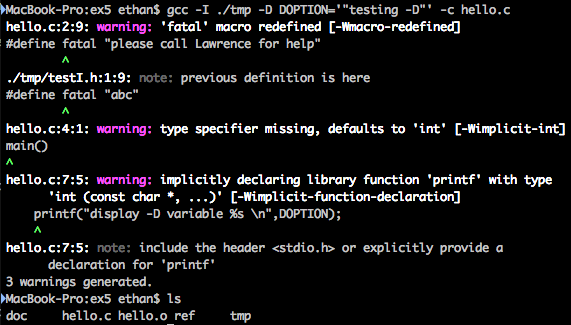 MacBook-Pro:ex5 ethan$ gcc -I ./tmp -D DOPTION='"testing -D"' -c hello.c
hello.c:2:9: warning: 'fatal' macro redefined [-Wmacro-redefined]
#define fatal "please call Lawrence for help"
^
./tmp/testI.h:1:9: note: previous definition is here
#define fatal "abc"
^
hello.c:4:1: warning: type specifier missing, defaults to 'int' [-Wimplicit-int]
main()
^
hello.c:7:5: warning: implicitly declaring library function 'printf' with type
'int (const char *, ...)' [-Wimplicit-function-declaration]
printf("display -D variable %s \n",DOPTION);
^
hello.c:7:5: note: include the header <stdio.h> or explicitly provide a
declaration for 'printf'
3 warnings generated.
MacBook-Pro:ex5 ethan$ ls
doc hello.c hello.o ref tmp